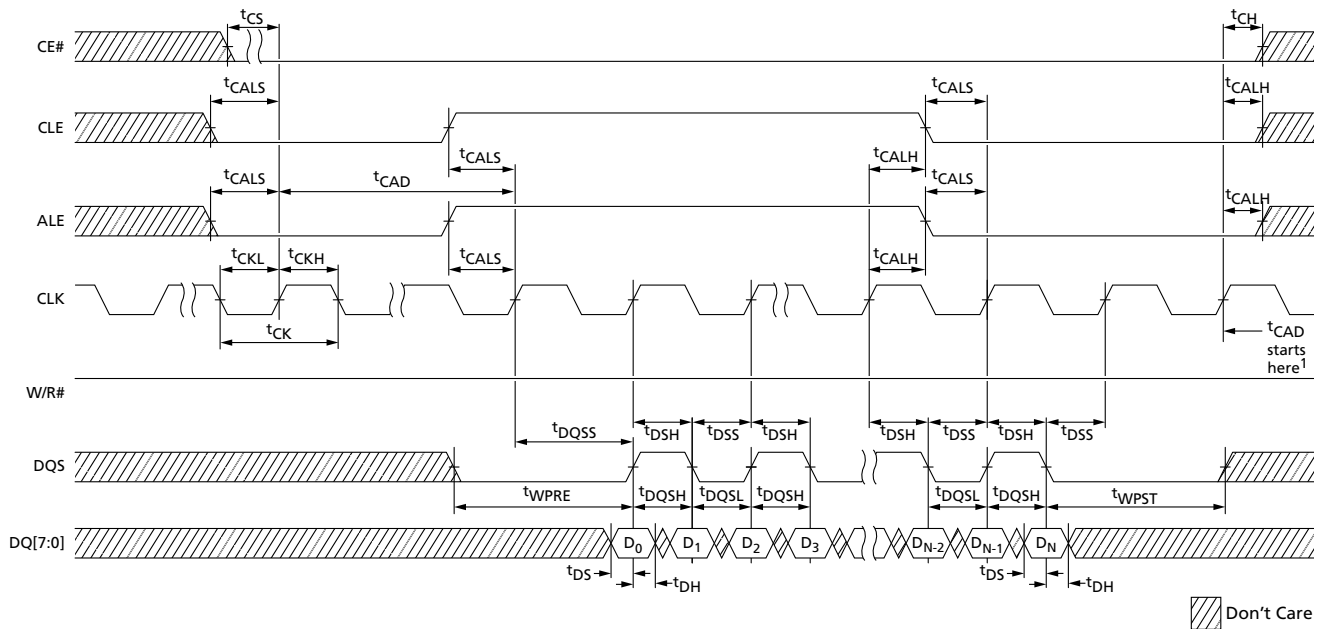 tCS tCH
CE#
tCALS tCALS tCALH
CLE
tCALS tCALH
tCALS tCAD tCALS tCALH
ALE
tCKL tCKH tCALS tCALH
CLK
tCK
tCAD
starts
here1
W/R#
tDQSS tDSH tDSS tDSH tDSH tDSS tDSH tDSS
DQS
tWPRE tDQSH tDQSL tDQSH tDQSL tDQSH tWPST
DQ[7:0] D0 D1 D2 D3 DN-2 DN-1 DN
tDS tDH tDS tDH
Don't Care